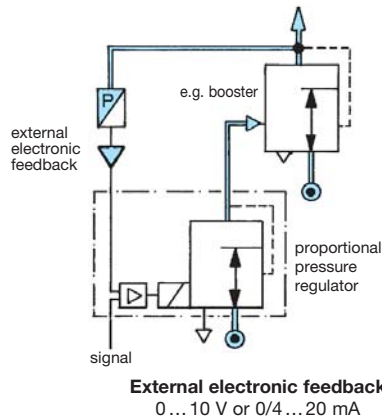 P
e.g. booster
external
electronic
feedback
proportional
pressure
regulator
signal
External electronic feedback
0 ... 10 V or 0/4 ... 20 mA